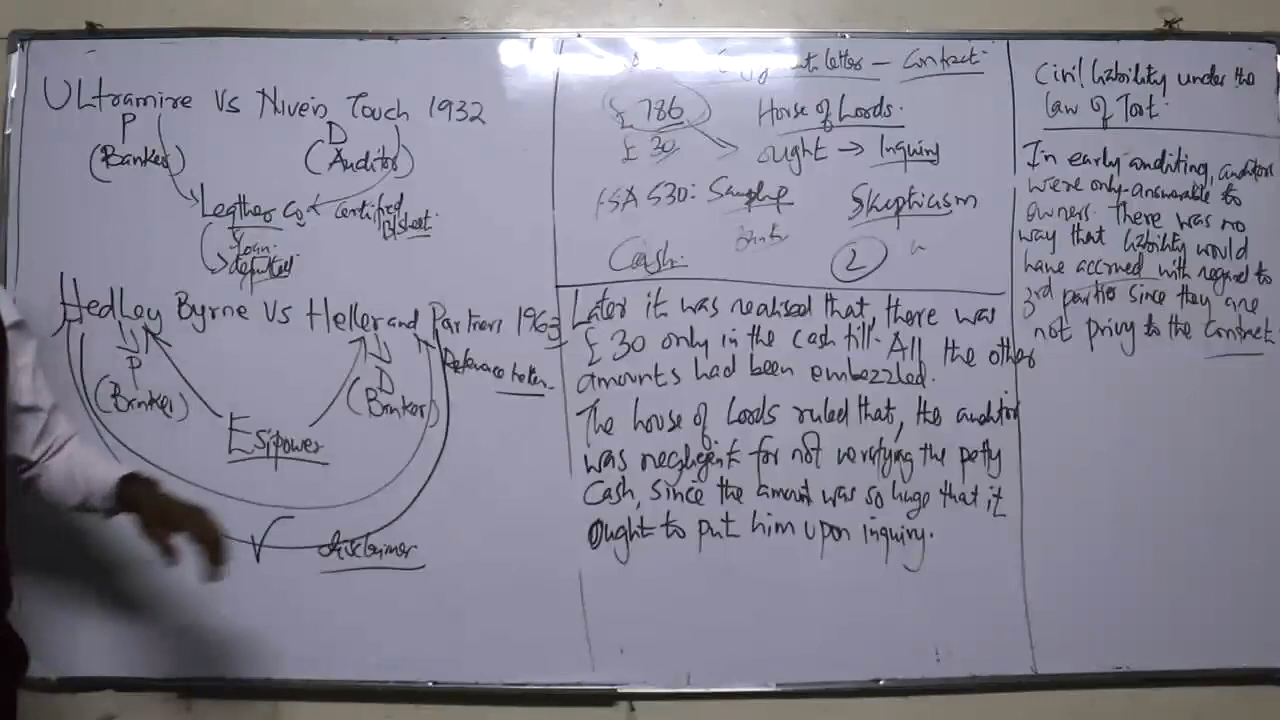 ULtramire Vs Niven Touch 1932
P D
(Banker) (Auditor)
Leather Co certified
B/sheet.
Loan
defaulted
Hedley Byrne Vs Heller and Partners 1963
Reference letter
P D
(Banker) (Banker)
Esipower
disclaimer
letter – Contract
£ 786 House of Lords.
£ 30 ought → Inquiry
ISA 530: Sample Skepticism
Cash 2
Later it was realised that, there was
£ 30 only in the cash till. All the other
amounts had been embezzled.
The house of Lords ruled that, the auditor
was negligent for not verifying the petty
Cash, since the amount was so huge that it
Ought to put him upon inquiry.
Civil liability under the
law of Tort.
In early auditing, auditors
were only answerable to
owners. There was no
way that liability would
have accrued with regard to
3rd parties since they are
not privy to the Contract